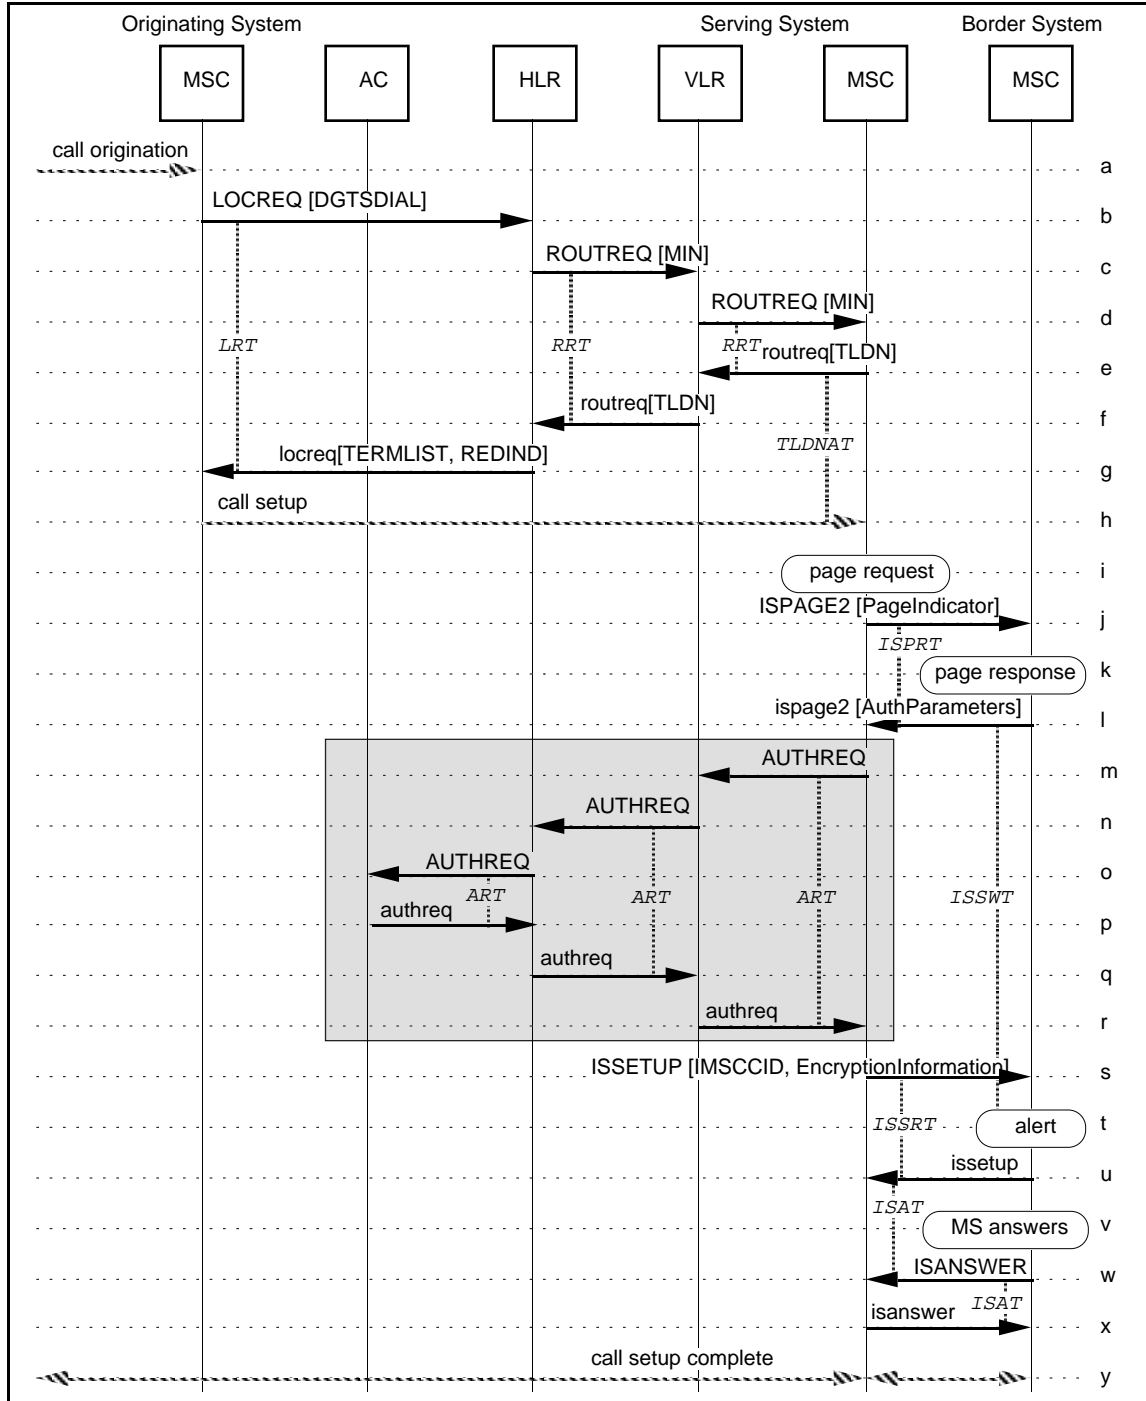 Originating System Serving System Border System
MSC AC HLR VLR MSC MSC
call origination
a
LOCREQ [DGTSDIAL]
b
ROUTREQ [MIN]
c
ROUTREQ [MIN]
d
LRT RRT RRT routreq[TLDN]
e
routreq[TLDN]
f
TLDNAT
locreq[TERMLIST, REDIND]
g
call setup
h
page request i
ISPAGE2 [PageIndicator]
j
ISPRT
page response k
ispage2 [AuthParameters]
l
AUTHREQ
m
AUTHREQ
n
AUTHREQ
o
ART ART ART ISSWT
authreq
p
authreq
q
authreq
r
ISSETUP [IMSCCID, EncryptionInformation]
s
ISSRT alert t
issetup
u
ISAT
MS answers v
ISANSWER
w
ISAT
isanswer
x
call setup complete
y